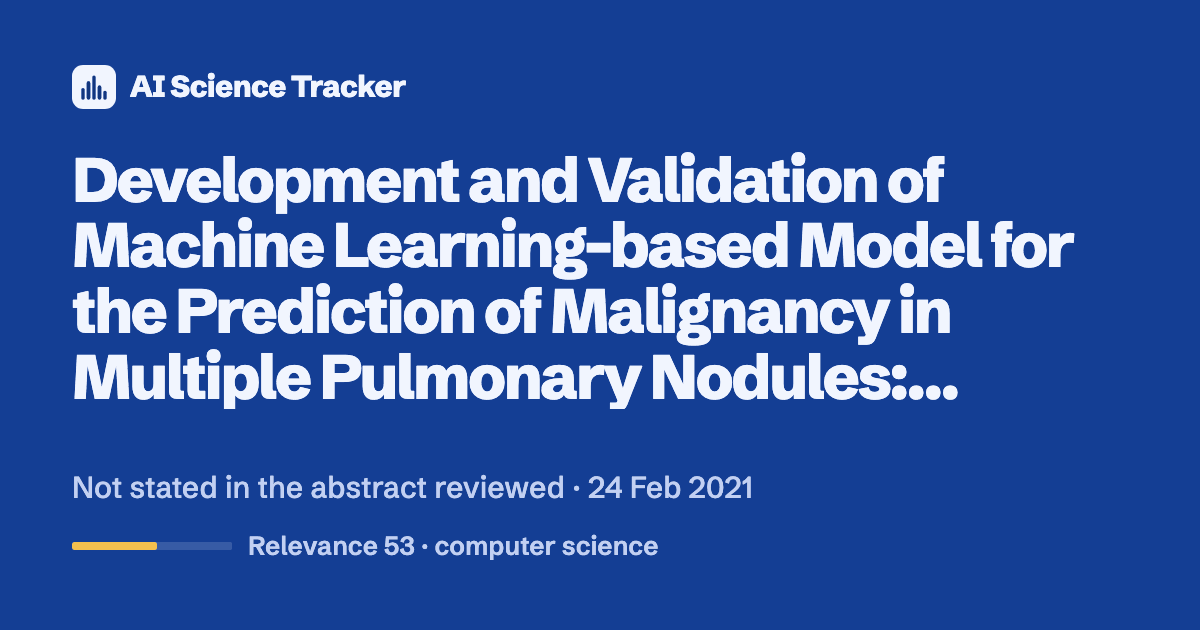 AI Science Tracker
Development and Validation of
Machine Learning-based Model for
the Prediction of Malignancy in
Multiple Pulmonary Nodules:...
Not stated in the abstract reviewed · 24 Feb 2021
Relevance 53 · computer science